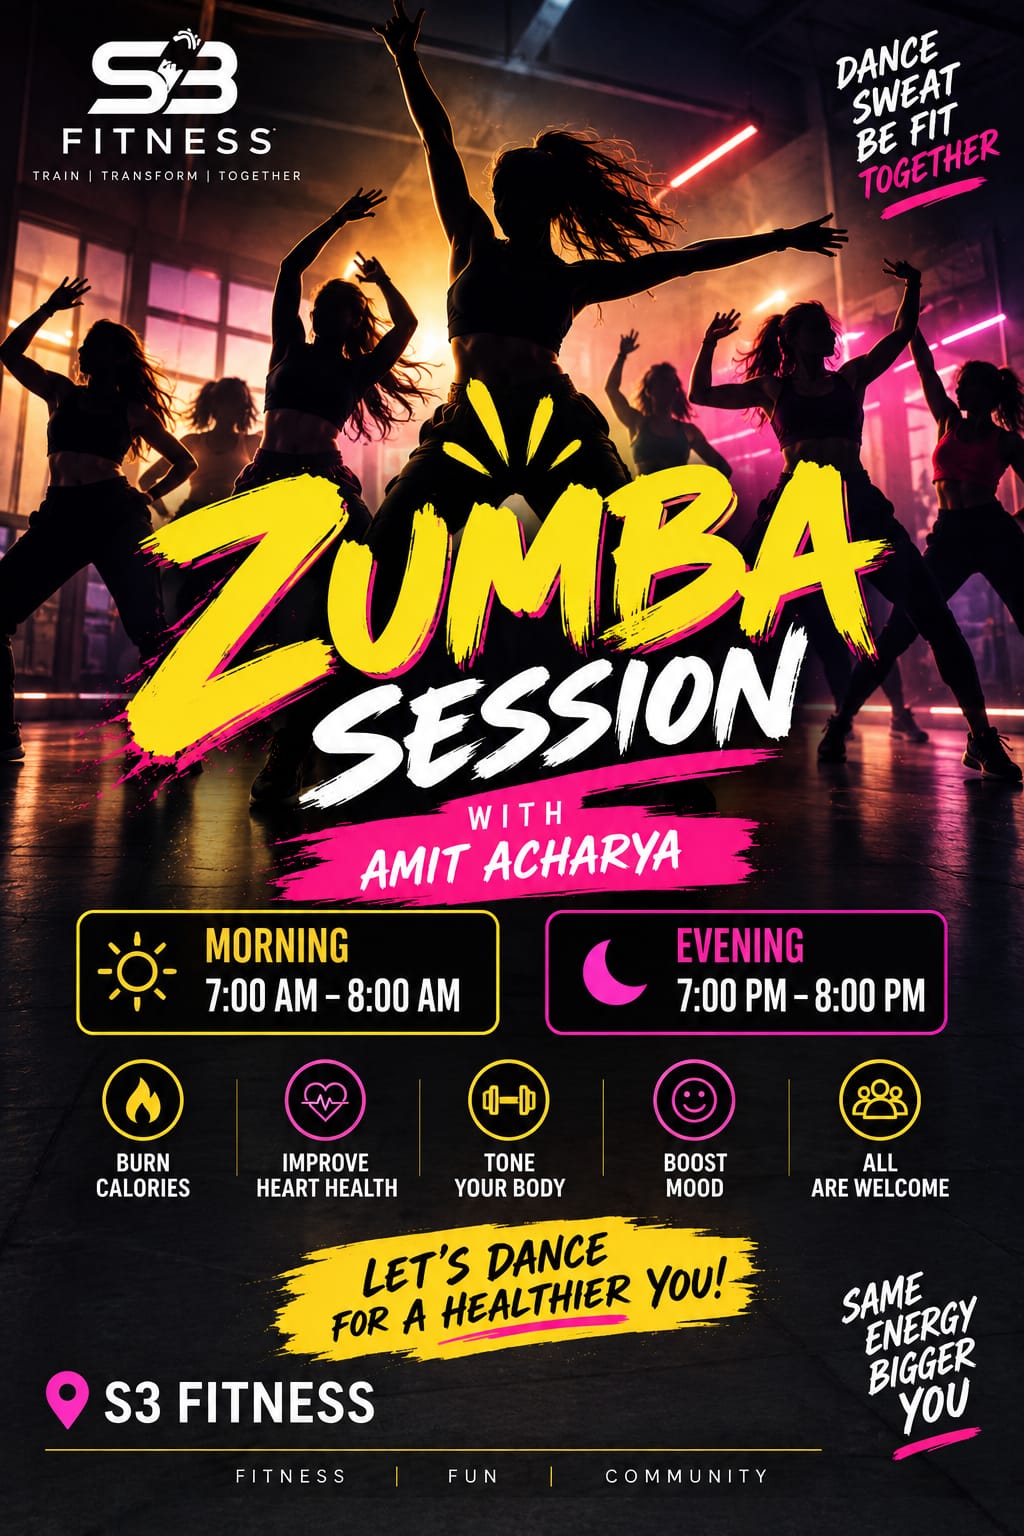 S3
FITNESS
TRAIN | TRANSFORM | TOGETHER
DANCE
SWEAT
BE FIT
TOGETHER
ZUMBA
SESSION
WITH
AMIT ACHARYA
MORNING
7:00 AM – 8:00 AM
EVENING
7:00 PM – 8:00 PM
BURN
CALORIES
IMPROVE
HEART HEALTH
TONE
YOUR BODY
BOOST
MOOD
ALL
ARE WELCOME
LET'S DANCE
FOR A HEALTHIER YOU!
SAME
ENERGY
BIGGER
YOU
S3 FITNESS
FITNESS | FUN | COMMUNITY